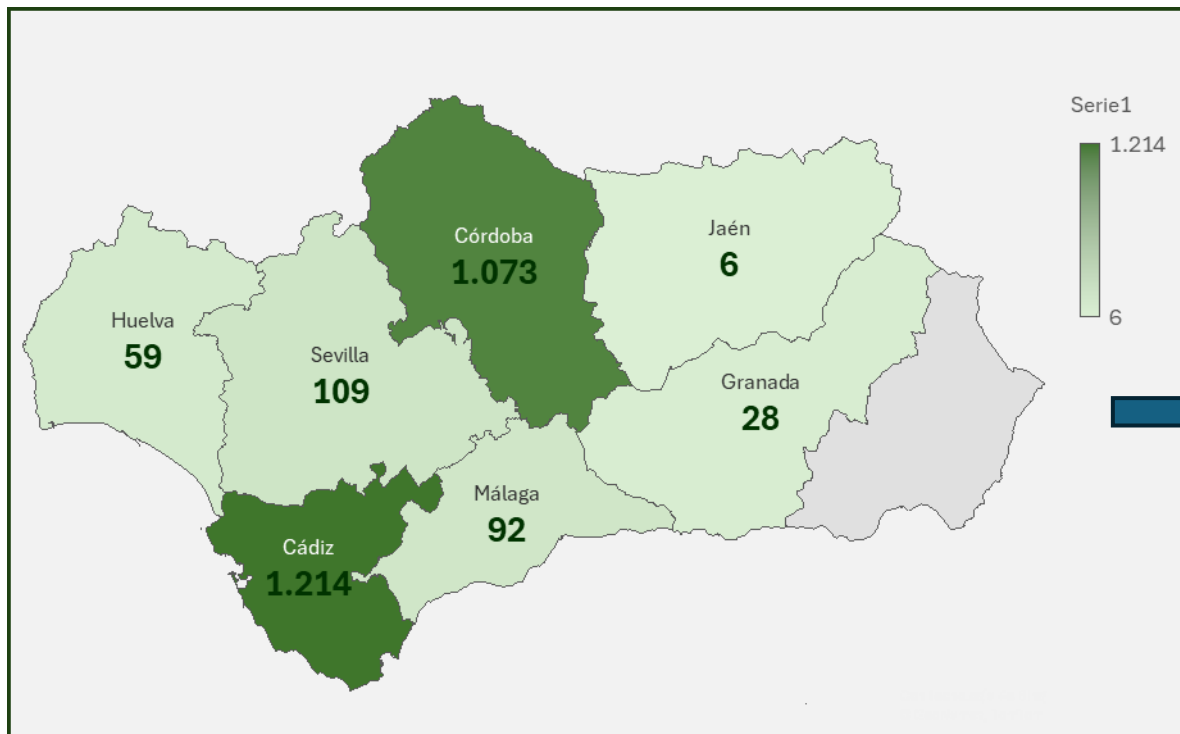 Serie1
1.214
6
Córdoba
1.073
Jaén
6
Huelva
59
Sevilla
109
Granada
28
Málaga
92
Cádiz
1.214